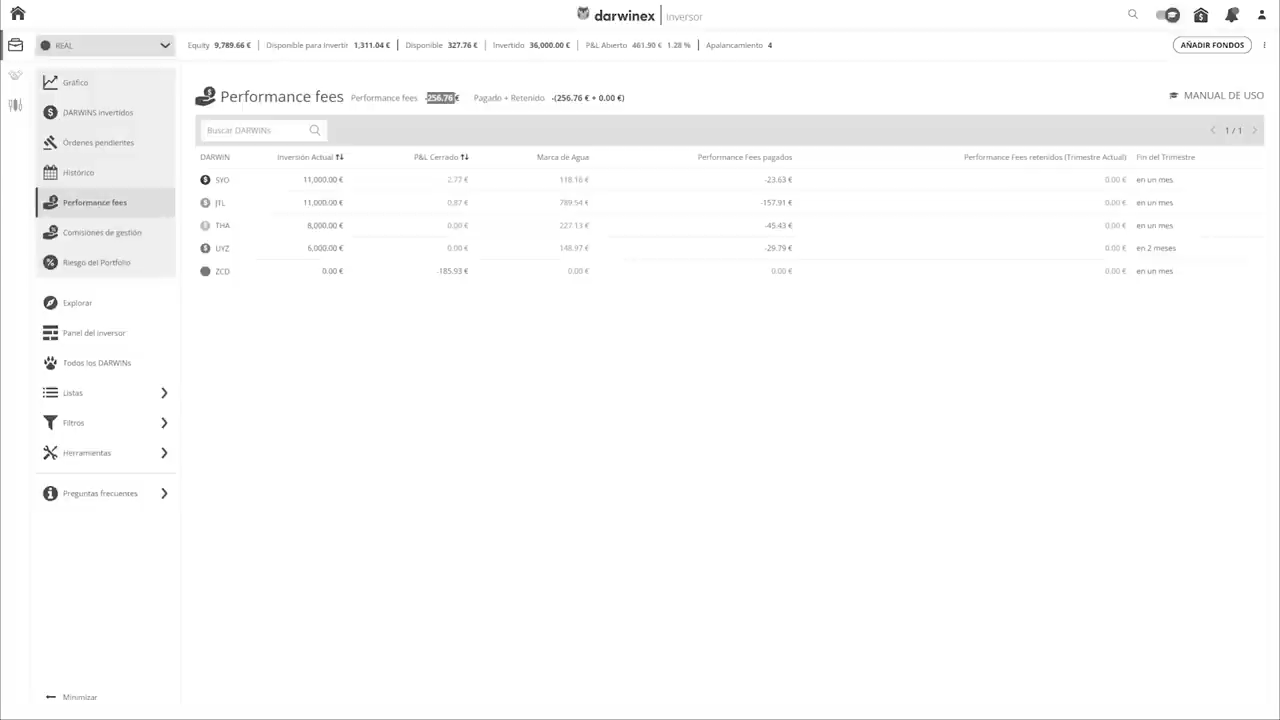 darwinex | inversor
REAL
Equity 9,789.66 € | Disponible para invertir 1,311.04 € | Disponible 327.76 € | Invertido 36,000.00 € | P&L Abierto 461.90 € 1.28 % | Apalancamiento 4
AÑADIR FONDOS
Gráfico
DARWINS invertidos
Órdenes pendientes
Histórico
Performance fees
Comisiones de gestión
Riesgo del Portfolio
Explorar
Panel del inversor
Todos los DARWINs
Listas
Filtros
Herramientas
Preguntas frecuentes
Minimizar
Performance fees Performance fees -256.76 € Pagado + Retenido -(256.76 € + 0.00 €)
MANUAL DE USO
Buscar DARWINs
1 / 1
DARWIN Inversión Actual P&L Cerrado Marca de Agua Performance Fees pagados Performance Fees retenidos (Trimestre Actual) Fin del Trimestre
SYO 11,000.00 € 2.77 € 118.16 € -23.63 € 0.00 € en un mes
JTL 11,000.00 € 0.87 € 789.54 € -157.91 € 0.00 € en un mes
THA 8,000.00 € 0.00 € 227.13 € -45.43 € 0.00 € en un mes
UYZ 6,000.00 € 0.00 € 148.97 € -29.79 € 0.00 € en 2 meses
ZCD 0.00 € -185.93 € 0.00 € 0.00 € 0.00 € en un mes